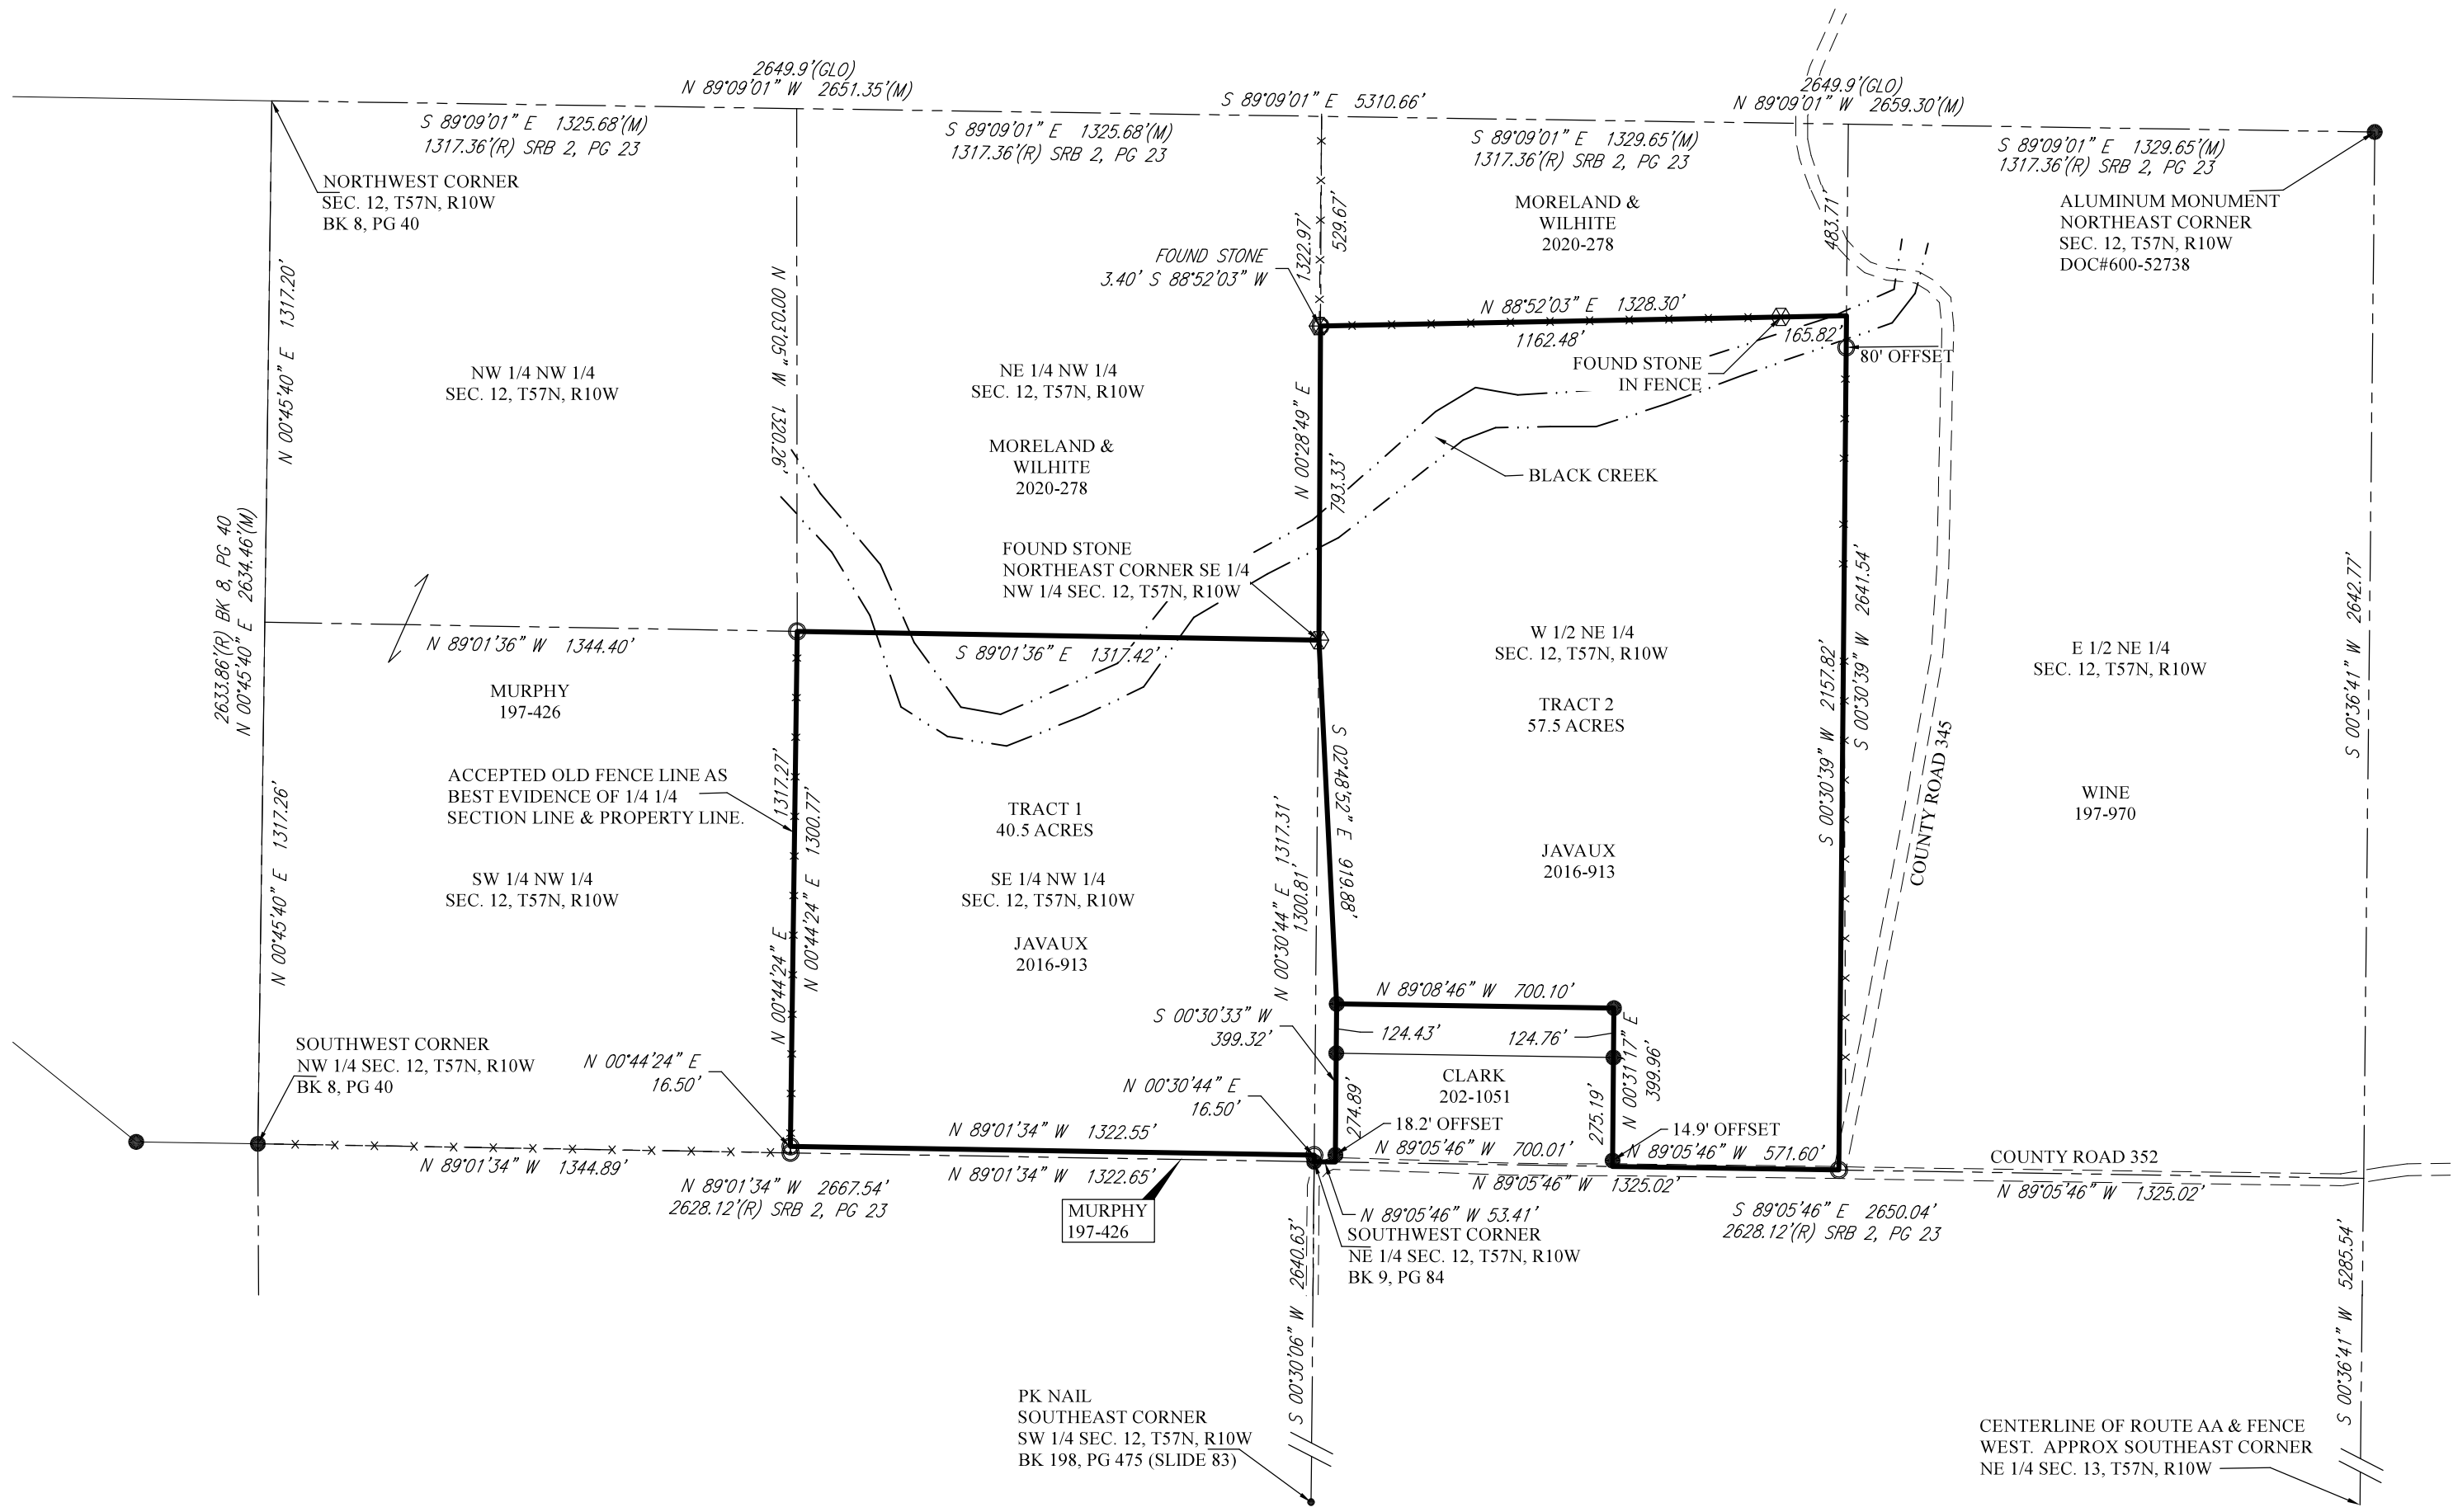 2649.9'(GLO)
N 89°09'01" W 2651.35'(M)
S 89°09'01" E 5310.66'
2649.9'(GLO)
N 89°09'01" W 2659.30'(M)
S 89°09'01" E 1325.68'(M)
1317.36'(R) SRB 2, PG 23
S 89°09'01" E 1325.68'(M)
1317.36'(R) SRB 2, PG 23
S 89°09'01" E 1329.65'(M)
1317.36'(R) SRB 2, PG 23
S 89°09'01" E 1329.65'(M)
1317.36'(R) SRB 2, PG 23
NORTHWEST CORNER
SEC. 12, T57N, R10W
BK 8, PG 40
MORELAND &
WILHITE
2020-278
ALUMINUM MONUMENT
NORTHEAST CORNER
SEC. 12, T57N, R10W
DOC#600-52738
FOUND STONE
3.40' S 88°52'03" W
1322.97'
529.67'
483.71'
N 00°45'40" E 1317.20'
N 00°03'05" W 1320.26'
N 88°52'03" E 1328.30'
1162.48'
165.82'
FOUND STONE
IN FENCE
80' OFFSET
NW 1/4 NW 1/4
SEC. 12, T57N, R10W
NE 1/4 NW 1/4
SEC. 12, T57N, R10W
MORELAND &
WILHITE
2020-278
N 00°28'49" E
793.33'
BLACK CREEK
FOUND STONE
NORTHEAST CORNER SE 1/4
NW 1/4 SEC. 12, T57N, R10W
2633.86'(R) BK 8, PG 40
N 00°45'40" E 2634.46'(M)
N 89°01'36" W 1344.40'
S 89°01'36" E 1317.42'
W 1/2 NE 1/4
SEC. 12, T57N, R10W
TRACT 2
57.5 ACRES
S 00°30'39" W 2157.82'
S 00°30'39" W 2641.54'
E 1/2 NE 1/4
SEC. 12, T57N, R10W
S 00°36'41" W 2642.77'
MURPHY
197-426
ACCEPTED OLD FENCE LINE AS
BEST EVIDENCE OF 1/4 1/4
SECTION LINE & PROPERTY LINE.
1317.27'
N 00°44'24" E
N 00°44'24" E 1300.77'
TRACT 1
40.5 ACRES
N 00°30'44" E 1317.31'
1300.81'
S 02°48'52" E 919.88'
COUNTY ROAD 345
WINE
197-970
JAVAUX
2016-913
SW 1/4 NW 1/4
SEC. 12, T57N, R10W
SE 1/4 NW 1/4
SEC. 12, T57N, R10W
JAVAUX
2016-913
N 00°45'40" E 1317.26'
N 89°08'46" W 700.10'
S 00°30'33" W
399.32'
124.43'
124.76'
N 00°31'17" E
399.96'
CLARK
202-1051
274.89'
275.19'
SOUTHWEST CORNER
NW 1/4 SEC. 12, T57N, R10W
BK 8, PG 40
N 00°44'24" E
16.50'
N 00°30'44" E
16.50'
18.2' OFFSET
14.9' OFFSET
N 89°01'34" W 1322.55'
N 89°05'46" W 700.01'
N 89°05'46" W 571.60'
COUNTY ROAD 352
N 89°01'34" W 1344.89'
N 89°01'34" W 1322.65'
N 89°05'46" W 1325.02'
N 89°05'46" W 1325.02'
N 89°01'34" W 2667.54'
2628.12'(R) SRB 2, PG 23
MURPHY
197-426
N 89°05'46" W 53.41'
SOUTHWEST CORNER
NE 1/4 SEC. 12, T57N, R10W
BK 9, PG 84
S 89°05'46" E 2650.04'
2628.12'(R) SRB 2, PG 23
S 00°30'06" W 2640.63'
S 00°36'41" W 5285.54'
PK NAIL
SOUTHEAST CORNER
SW 1/4 SEC. 12, T57N, R10W
BK 198, PG 475 (SLIDE 83)
CENTERLINE OF ROUTE AA & FENCE
WEST. APPROX SOUTHEAST CORNER
NE 1/4 SEC. 13, T57N, R10W